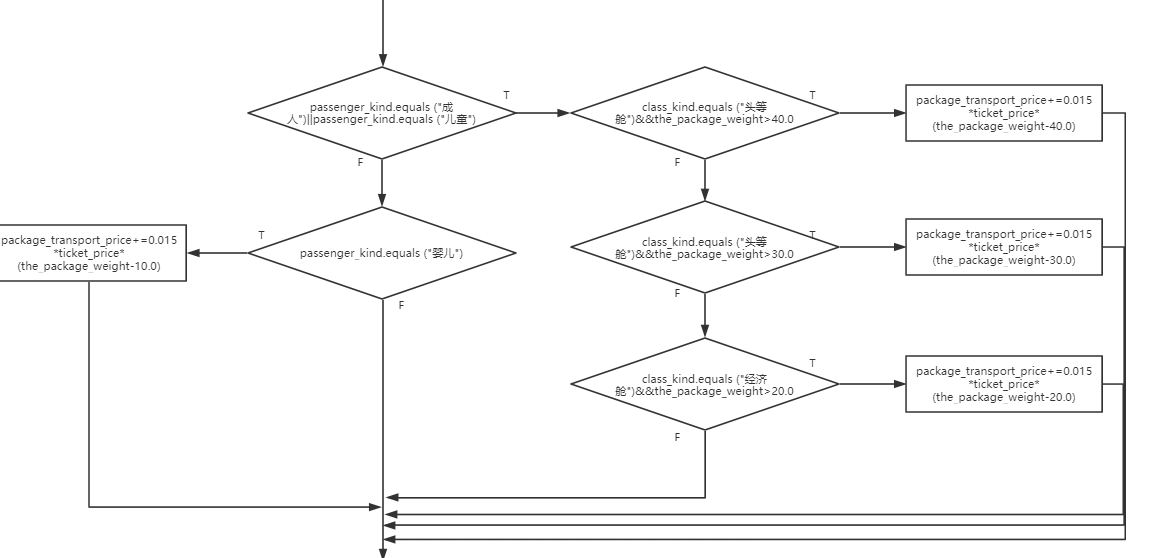 T
T
passenger_kind.equals ("成
人")||passenger_kind.equals ("儿童")
class_kind.equals ("头等
舱")&&the_package_weight>40.0
package_transport_price+=0.015
*ticket_price*
(the_package_weight-40.0)
F
F
T
T
package_transport_price+=0.015
*ticket_price*
(the_package_weight-10.0)
passenger_kind.equals ("婴儿")
class_kind.equals ("头等
舱")&&the_package_weight>30.0
package_transport_price+=0.015
*ticket_price*
(the_package_weight-30.0)
F
F
T
class_kind.equals ("经济
舱")&&the_package_weight>20.0
package_transport_price+=0.015
*ticket_price*
(the_package_weight-20.0)
F